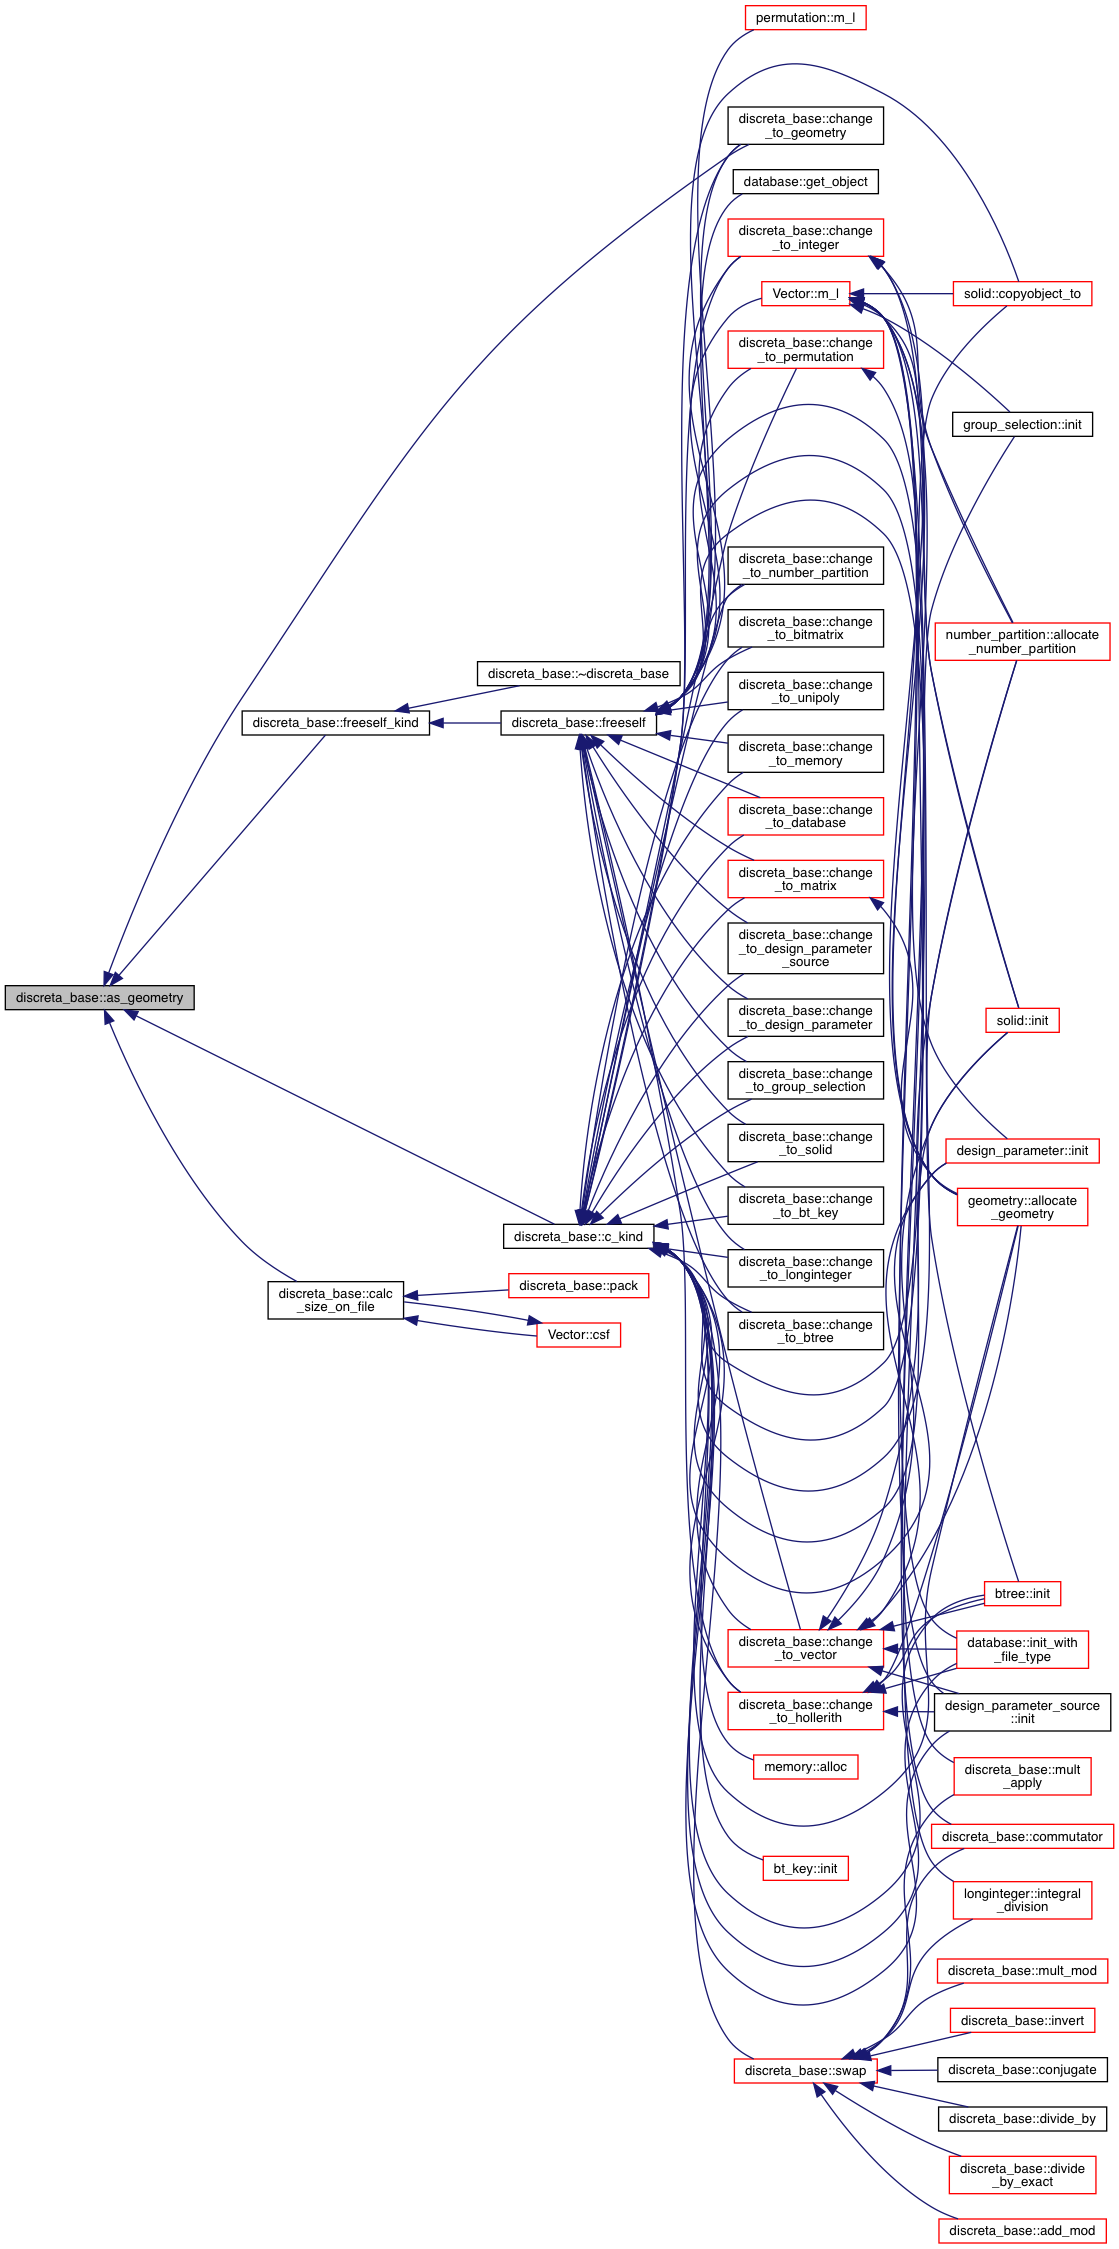 permutation::m_l
discreta_base::change
_to_geometry
database::get_object
discreta_base::change
_to_integer
Vector::m_l
solid::copyobject_to
discreta_base::change
_to_permutation
group_selection::init
discreta_base::change
_to_number_partition
discreta_base::change
_to_bitmatrix
number_partition::allocate
_number_partition
discreta_base::~discreta_base
discreta_base::change
_to_unipoly
discreta_base::freeself_kind
discreta_base::freeself
discreta_base::change
_to_memory
discreta_base::change
_to_database
discreta_base::change
_to_matrix
discreta_base::change
_to_design_parameter
_source
discreta_base::as_geometry
discreta_base::change
_to_design_parameter
solid::init
discreta_base::change
_to_group_selection
discreta_base::change
_to_solid
design_parameter::init
discreta_base::change
_to_bt_key
geometry::allocate
_geometry
discreta_base::c_kind
discreta_base::change
_to_longinteger
discreta_base::pack
discreta_base::calc
_size_on_file
Vector::csf
discreta_base::change
_to_btree
btree::init
discreta_base::change
_to_vector
database::init_with
_file_type
discreta_base::change
_to_hollerith
design_parameter_source
::init
memory::alloc
discreta_base::mult
_apply
discreta_base::commutator
bt_key::init
longinteger::integral
_division
discreta_base::mult_mod
discreta_base::invert
discreta_base::swap
discreta_base::conjugate
discreta_base::divide_by
discreta_base::divide
_by_exact
discreta_base::add_mod